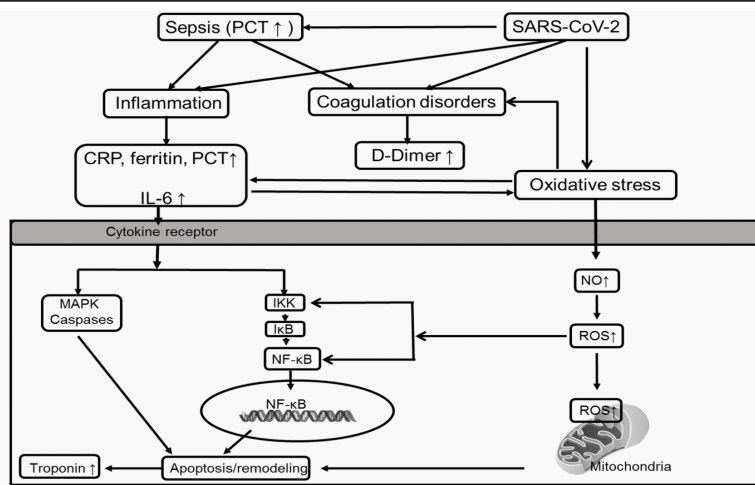 Sepsis (PCT ↑ )
SARS-CoV-2
Inflammation
Coagulation disorders
CRP, ferritin, PCT↑
IL-6 ↑
D-Dimer ↑
Oxidative stress
Cytokine receptor
MAPK
Caspases
IKK
IκB
NF-κB
NF-κB
NO↑
ROS↑
ROS↑
Mitochondria
Troponin ↑
Apoptosis/remodeling